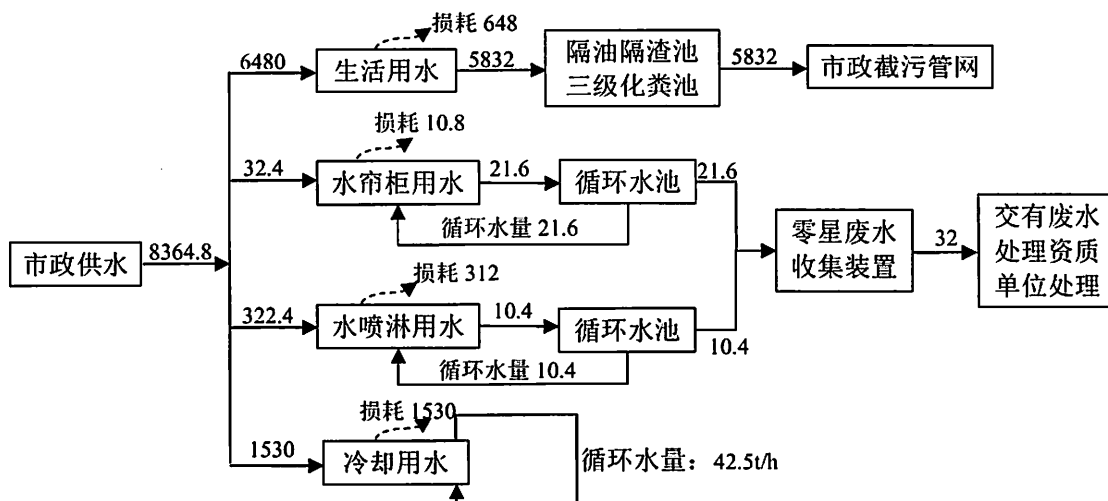 损耗 648
6480
生活用水
5832
隔油隔渣池
三级化粪池
5832
市政截污管网
损耗 10.8
32.4
水帘柜用水
21.6
循环水池
21.6
循环水量 21.6
市政供水
8364.8
零星废水
收集装置
32
交有废水
处理资质
单位处理
损耗 312
322.4
水喷淋用水
10.4
循环水池
10.4
循环水量 10.4
损耗 1530
1530
冷却用水
循环水量：42.5t/h